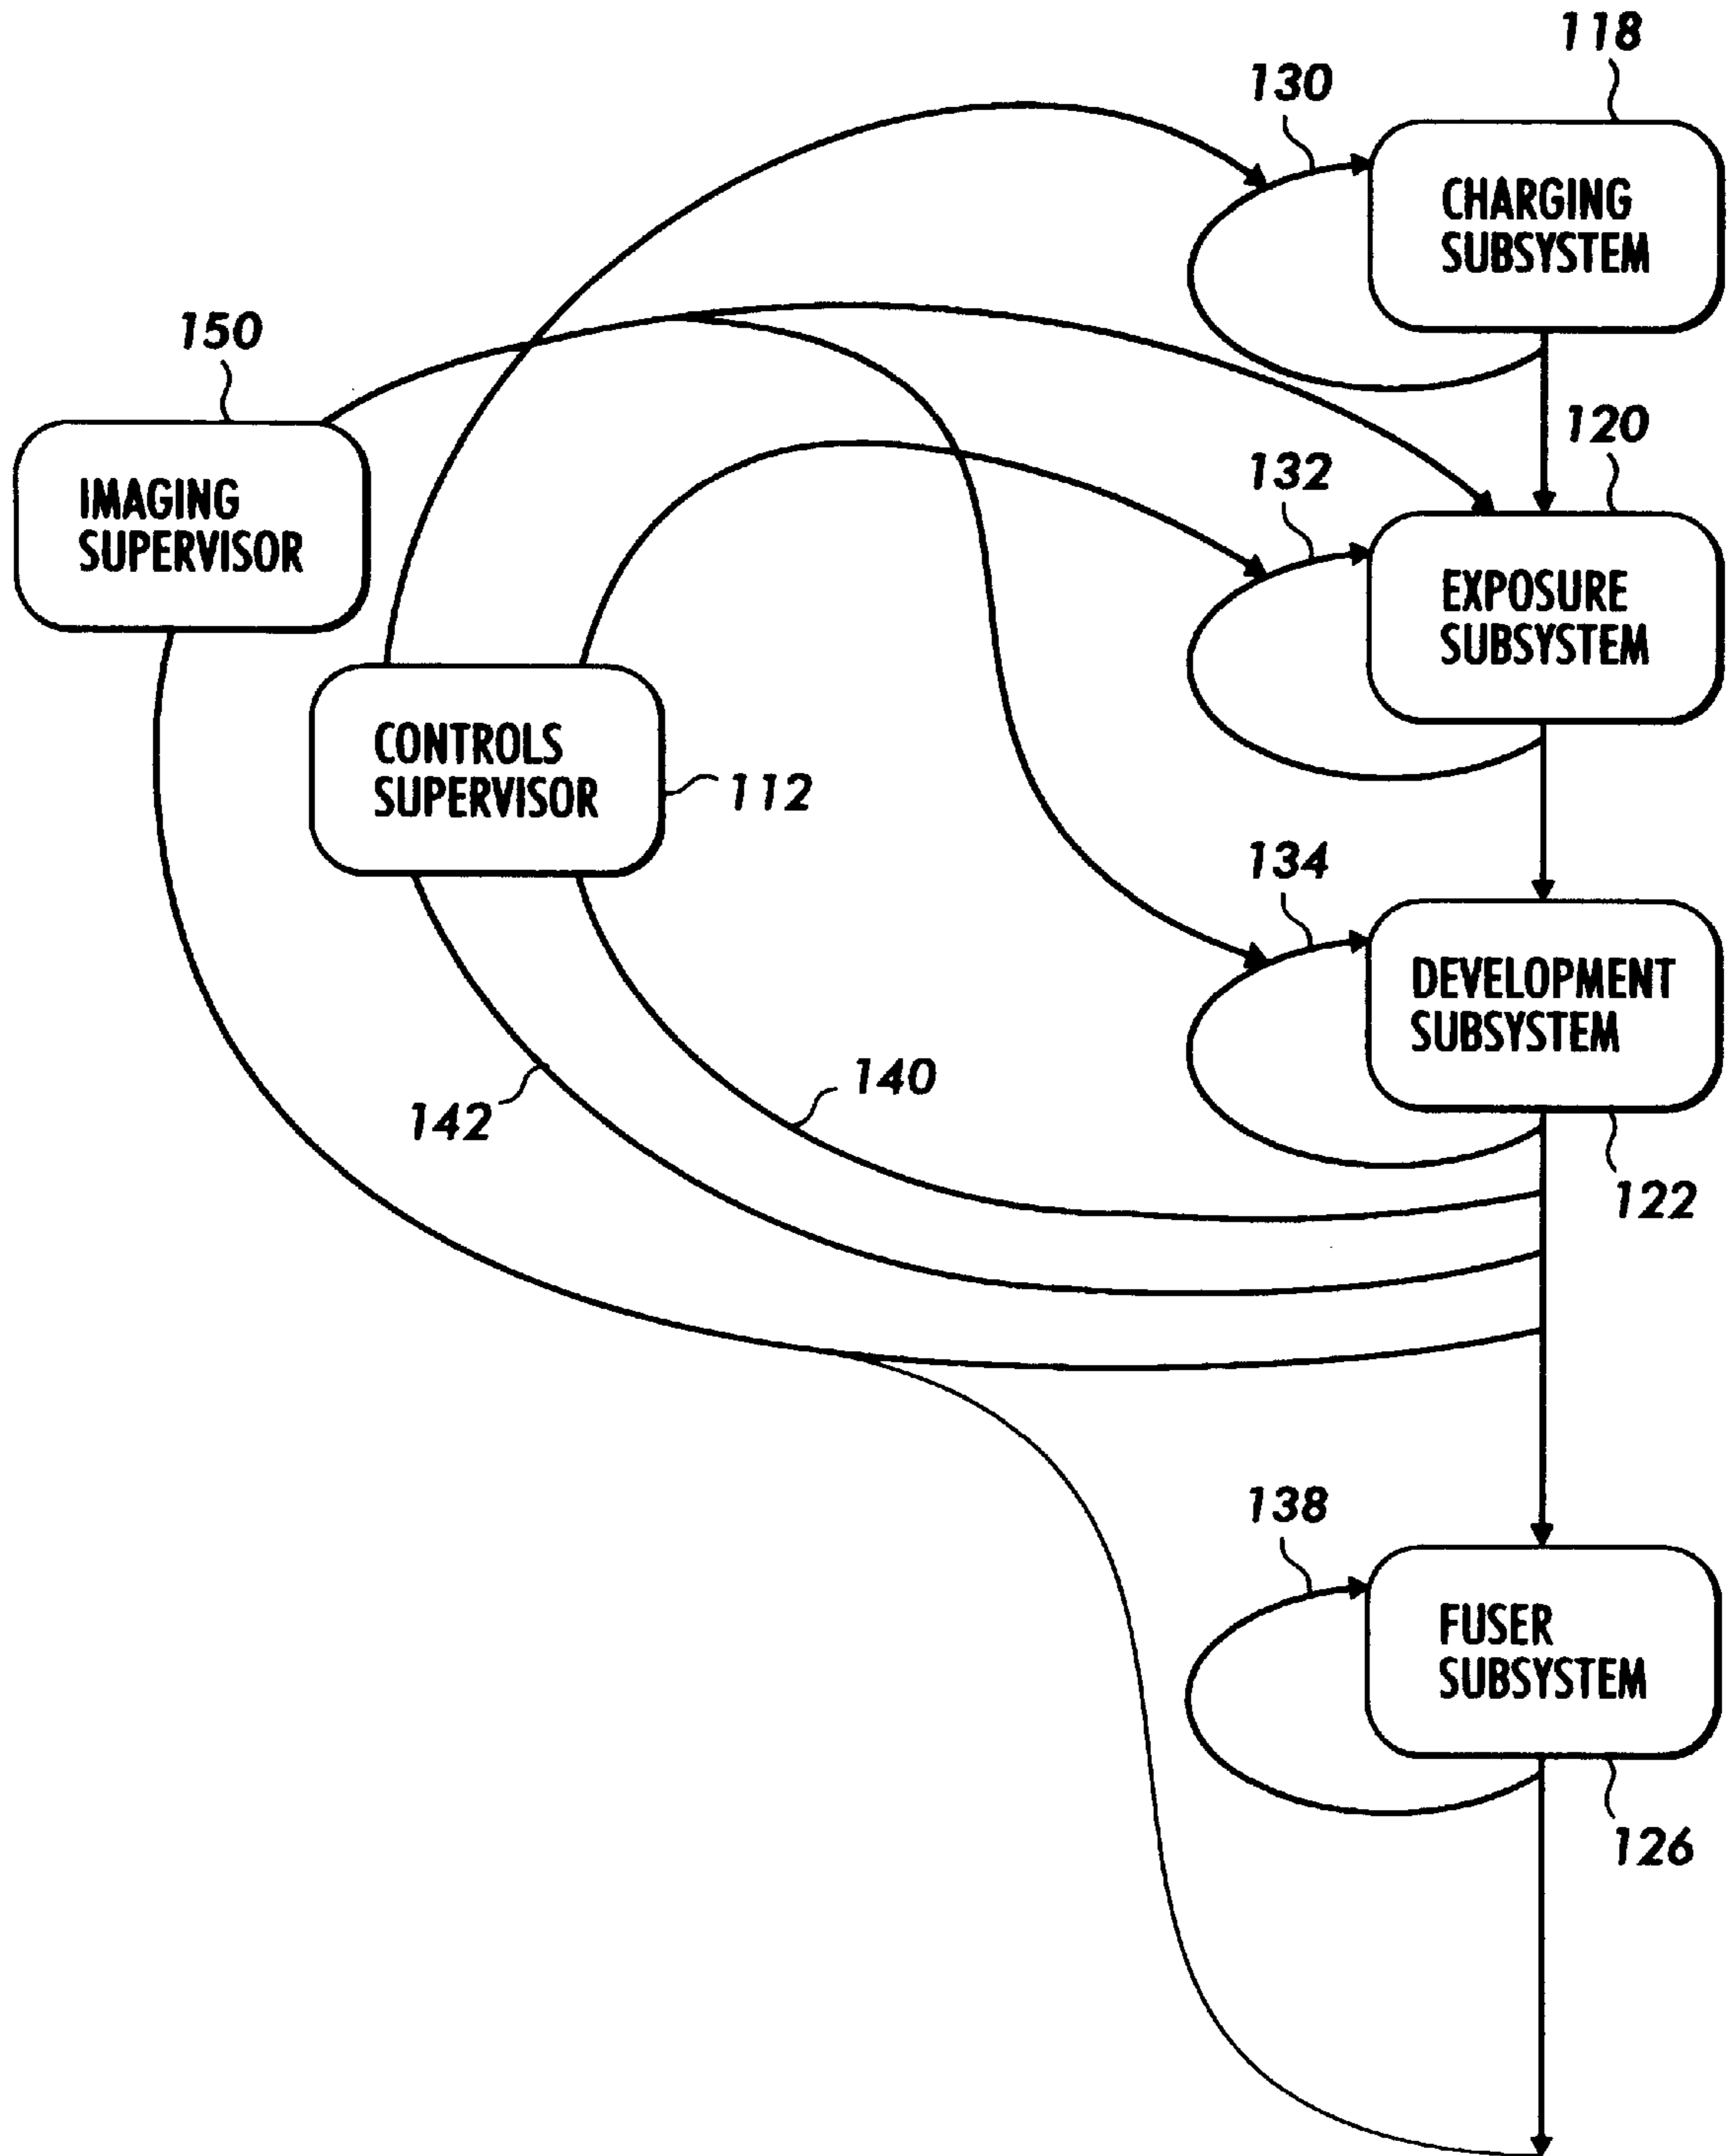 118
130
CHARGING
SUBSYSTEM
150
120
132
IMAGING
SUPERVISOR
EXPOSURE
SUBSYSTEM
CONTROLS
SUPERVISOR
112
134
DEVELOPMENT
SUBSYSTEM
140
142
122
138
FUSER
SUBSYSTEM
126